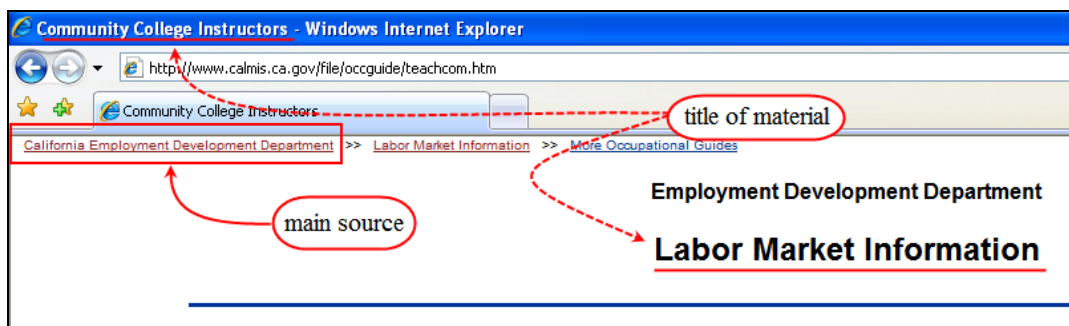 Community College Instructors - Windows Internet Explorer
http://www.calmis.ca.gov/file/occguide/teachcom.htm
Community College Instructors
title of material
California Employment Development Department >> Labor Market Information >> More Occupational Guides
Employment Development Department
main source
Labor Market Information